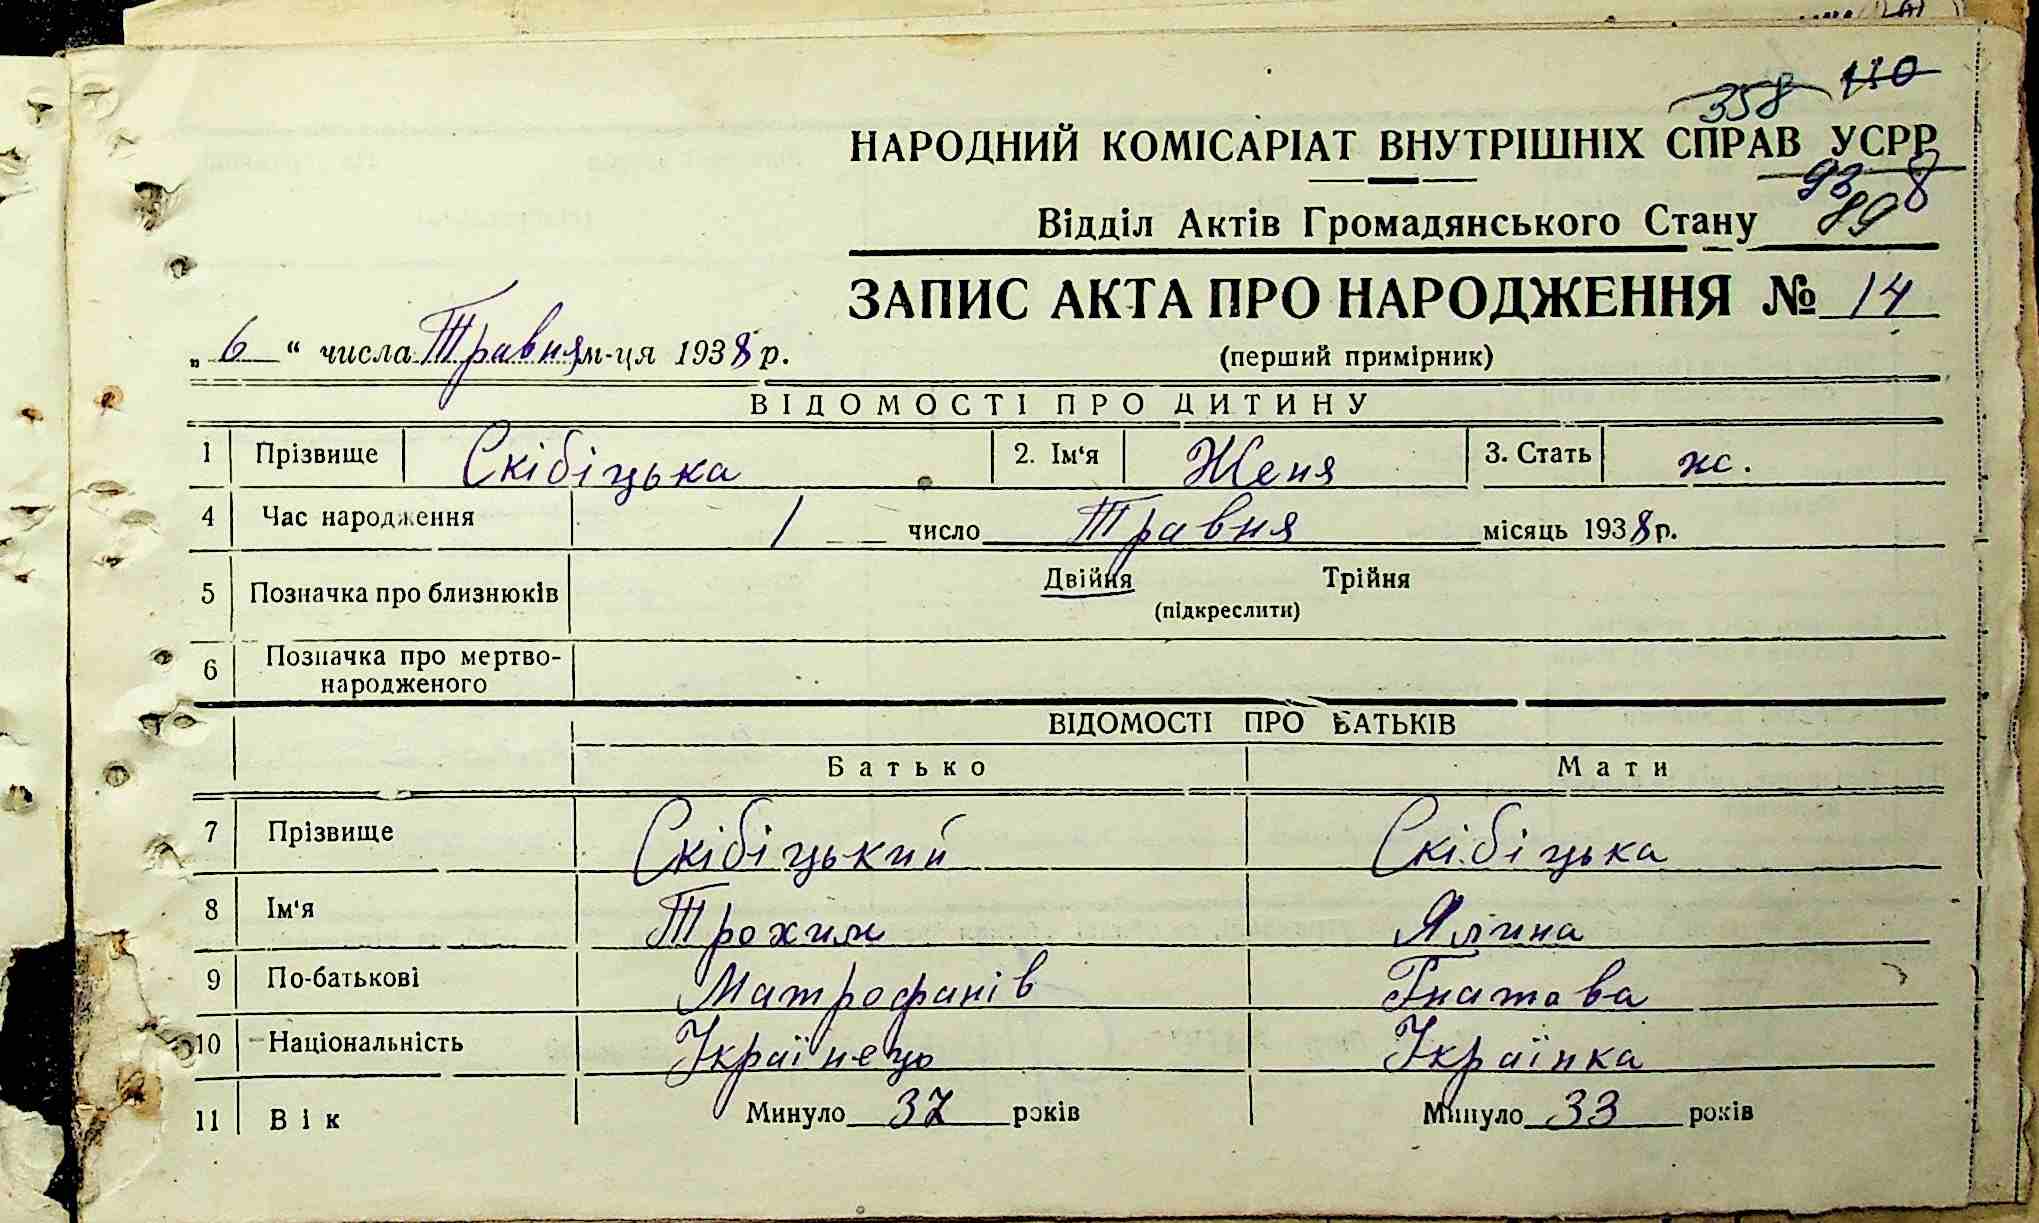 358 110
НАРОДНИЙ КОМІСАРІАТ ВНУТРІШНІХ СПРАВ УСРР
93 8
Відділ Актів Громадянського Стану 89
ЗАПИС АКТА ПРО НАРОДЖЕННЯ № 14
„ 6 “ числа Травня м-ця 1938 р. (перший примірник)
ВІДОМОСТІ ПРО ДИТИНУ
1 Прізвище Скібіцька 2. Ім'я Женя 3. Стать ж.
4 Час народження 1 число Травня місяць 1938 р.
5 Позначка про близнюків Двійня Трійня
(підкреслити)
6 Позначка про мертво-
народженого
ВІДОМОСТІ ПРО БАТЬКІВ
Батько Мати
7 Прізвище Скібіцький Скібіцька
8 Ім'я Трохим Ялина
9 По-батькові Матрофанів Гнатова
10 Національність Українець Українка
11 Вік Минуло 37 років Минуло 33 років